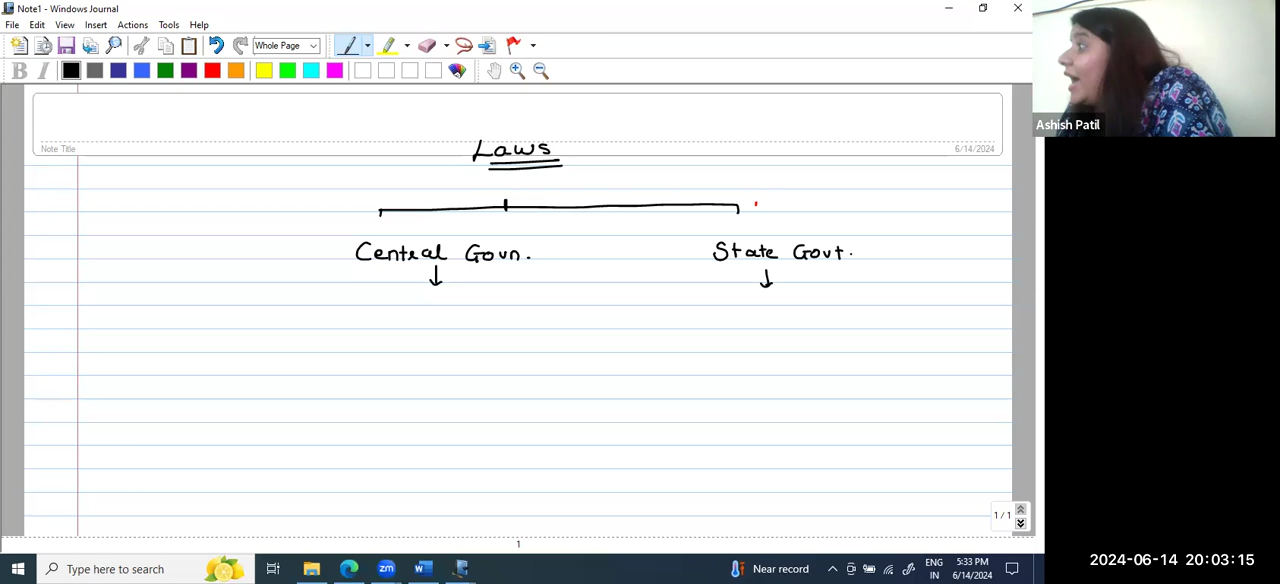 Note1 - Windows Journal
File Edit View Insert Actions Tools Help
Whole Page
B I
Ashish Patil
Laws
Note Title 6/14/2024
Central Govn. State Govt.
1 / 1
1
Type here to search Near record ENG IN 5:33 PM 6/14/2024
2024-06-14 20:03:15